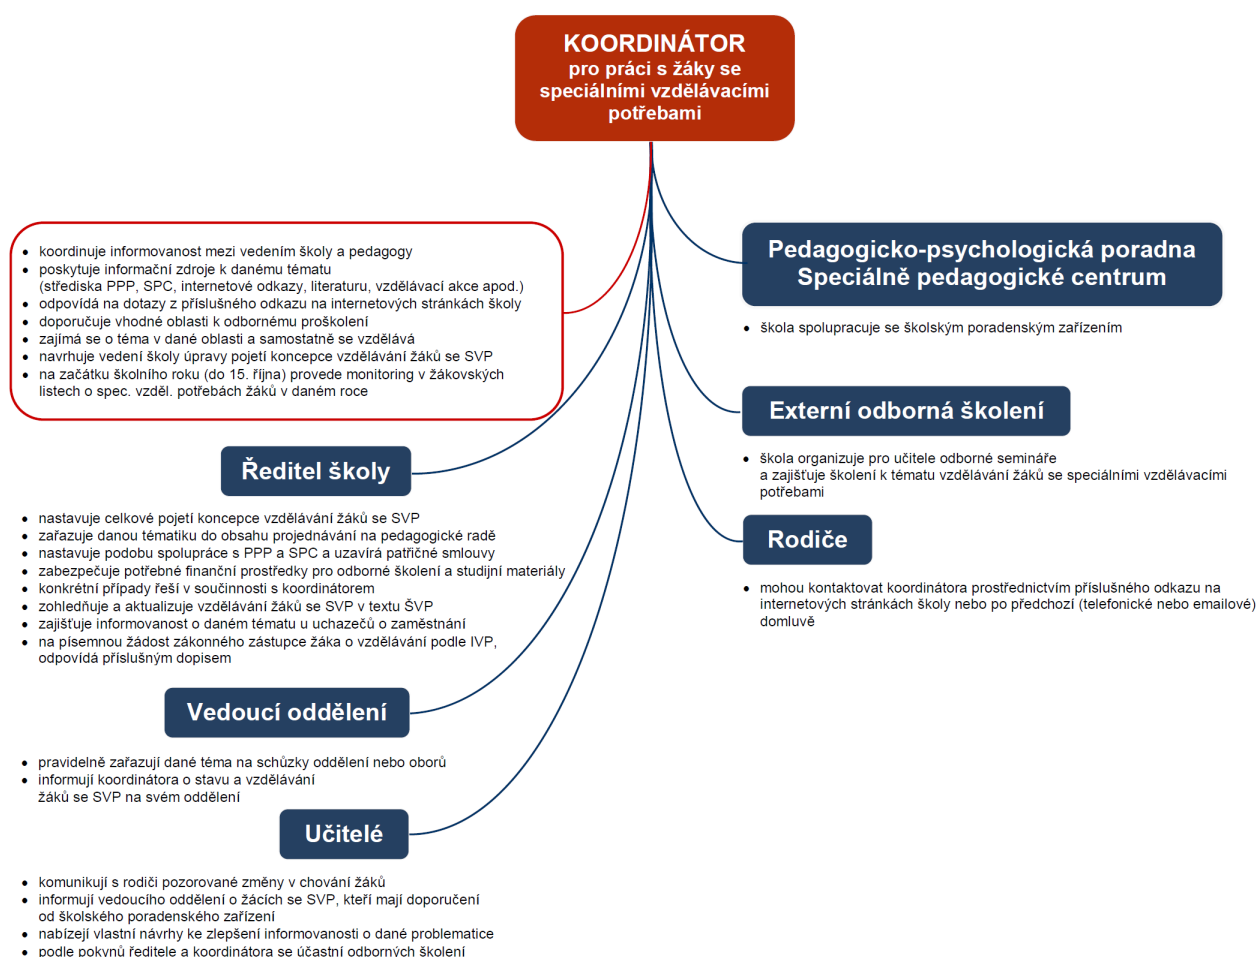 KOORDINÁTOR
pro práci s žáky se
speciálními vzdělávacími
potřebami
• koordinuje informovanost mezi vedením školy a pedagogy
• poskytuje informační zdroje k danému tématu
(střediska PPP, SPC, internetové odkazy, literaturu, vzdělávací akce apod.)
• odpovídá na dotazy z příslušného odkazu na internetových stránkách školy
• doporučuje vhodné oblasti k odbornému proškolení
• zajímá se o téma v dané oblasti a samostatně se vzdělává
• navrhuje vedení školy úpravy pojetí koncepce vzdělávání žáků se SVP
• na začátku školního roku (do 15. října) provede monitoring v žákovských
listech o spec. vzděl. potřebách žáků v daném roce
Ředitel školy
• nastavuje celkové pojetí koncepce vzdělávání žáků se SVP
• zařazuje danou tématiku do obsahu projednávání na pedagogické radě
• nastavuje podobu spolupráce s PPP a SPC a uzavírá patřičné smlouvy
• zabezpečuje potřebné finanční prostředky pro odborné školení a studijní materiály
• konkrétní případy řeší v součinnosti s koordinátorem
• zohledňuje a aktualizuje vzdělávání žáků se SVP v textu ŠVP
• zajišťuje informovanost o daném tématu u uchazečů o zaměstnání
• na písemnou žádost zákonného zástupce žáka o vzdělávání podle IVP,
odpovídá příslušným dopisem
Vedoucí oddělení
• pravidelně zařazují dané téma na schůzky oddělení nebo oborů
• informují koordinátora o stavu a vzdělávání
žáků se SVP na svém oddělení
Učitelé
• komunikují s rodiči pozorované změny v chování žáků
• informují vedoucího oddělení o žácích se SVP, kteří mají doporučení
od školského poradenského zařízení
• nabízejí vlastní návrhy ke zlepšení informovanosti o dané problematice
• podle pokynů ředitele a koordinátora se účastní odborných školení
Pedagogicko-psychologická poradna
Speciálně pedagogické centrum
• škola spolupracuje se školským poradenským zařízením
Externí odborná školení
• škola organizuje pro učitele odborné semináře
a zajišťuje školení k tématu vzdělávání žáků se speciálními vzdělávacími
potřebami
Rodiče
• mohou kontaktovat koordinátora prostřednictvím příslušného odkazu na
internetových stránkách školy nebo po předchozí (telefonické nebo emailové)
domluvě